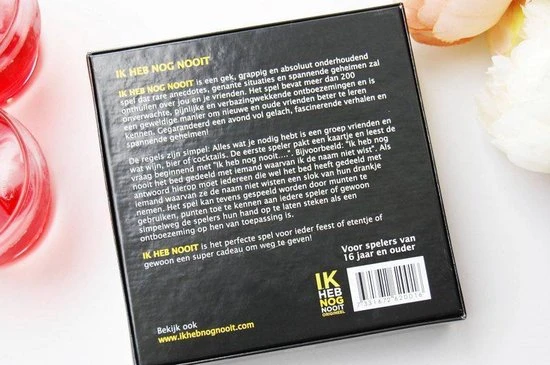 IK HEB NOG NOOIT
IK HEB NOG NOOIT is een gek, grappig en absoluut onderhoudend
spel dat rare anecdotes, genante situaties en spannende geheimen zal
onthullen over jou en je vrienden. Het spel bevat meer dan 200
onverwachte, pijnlijke en verbazingwekkende ontboezemingen en is
een geweldige manier om nieuwe en oude vrienden beter te leren
kennen. Gegarandeerd een avond vol gelach, fascinerende verhalen en
spannende geheimen!
De regels zijn simpel: Alles wat je nodig hebt is een groep vrienden en
wat wijn, bier of cocktails. De eerste speler pakt een kaartje en leest de
vraag beginnend met "Ik heb nog nooit.... , Bijvoorbeeld: "Ik heb nog
nooit het bed gedeeld met iemand waarvan ik de naam niet wist". Als
antwoord hierop moet iedereen die wel het bed heeft gedeeld met
iemand waarvan ze de naam niet wisten een slok van hun drankje
nemen. Het spel kan tevens gespeeld worden door munten te
gebruiken, punten toe te kennen aan iedere speler of gewoon
simpelweg de spelers hun hand op te laten steken als een
ontboezeming op hen van toepassing is.
IK HEB NOOIT is het perfecte spel voor ieder feest of etentje of
gewoon een super cadeau om weg te geven!
Voor spelers van
16 jaar en ouder
IK
HEB
NOG
NOOIT
ORIGINEEL
7 331672 620016
Bekijk ook
www.ikhebnognooit.com